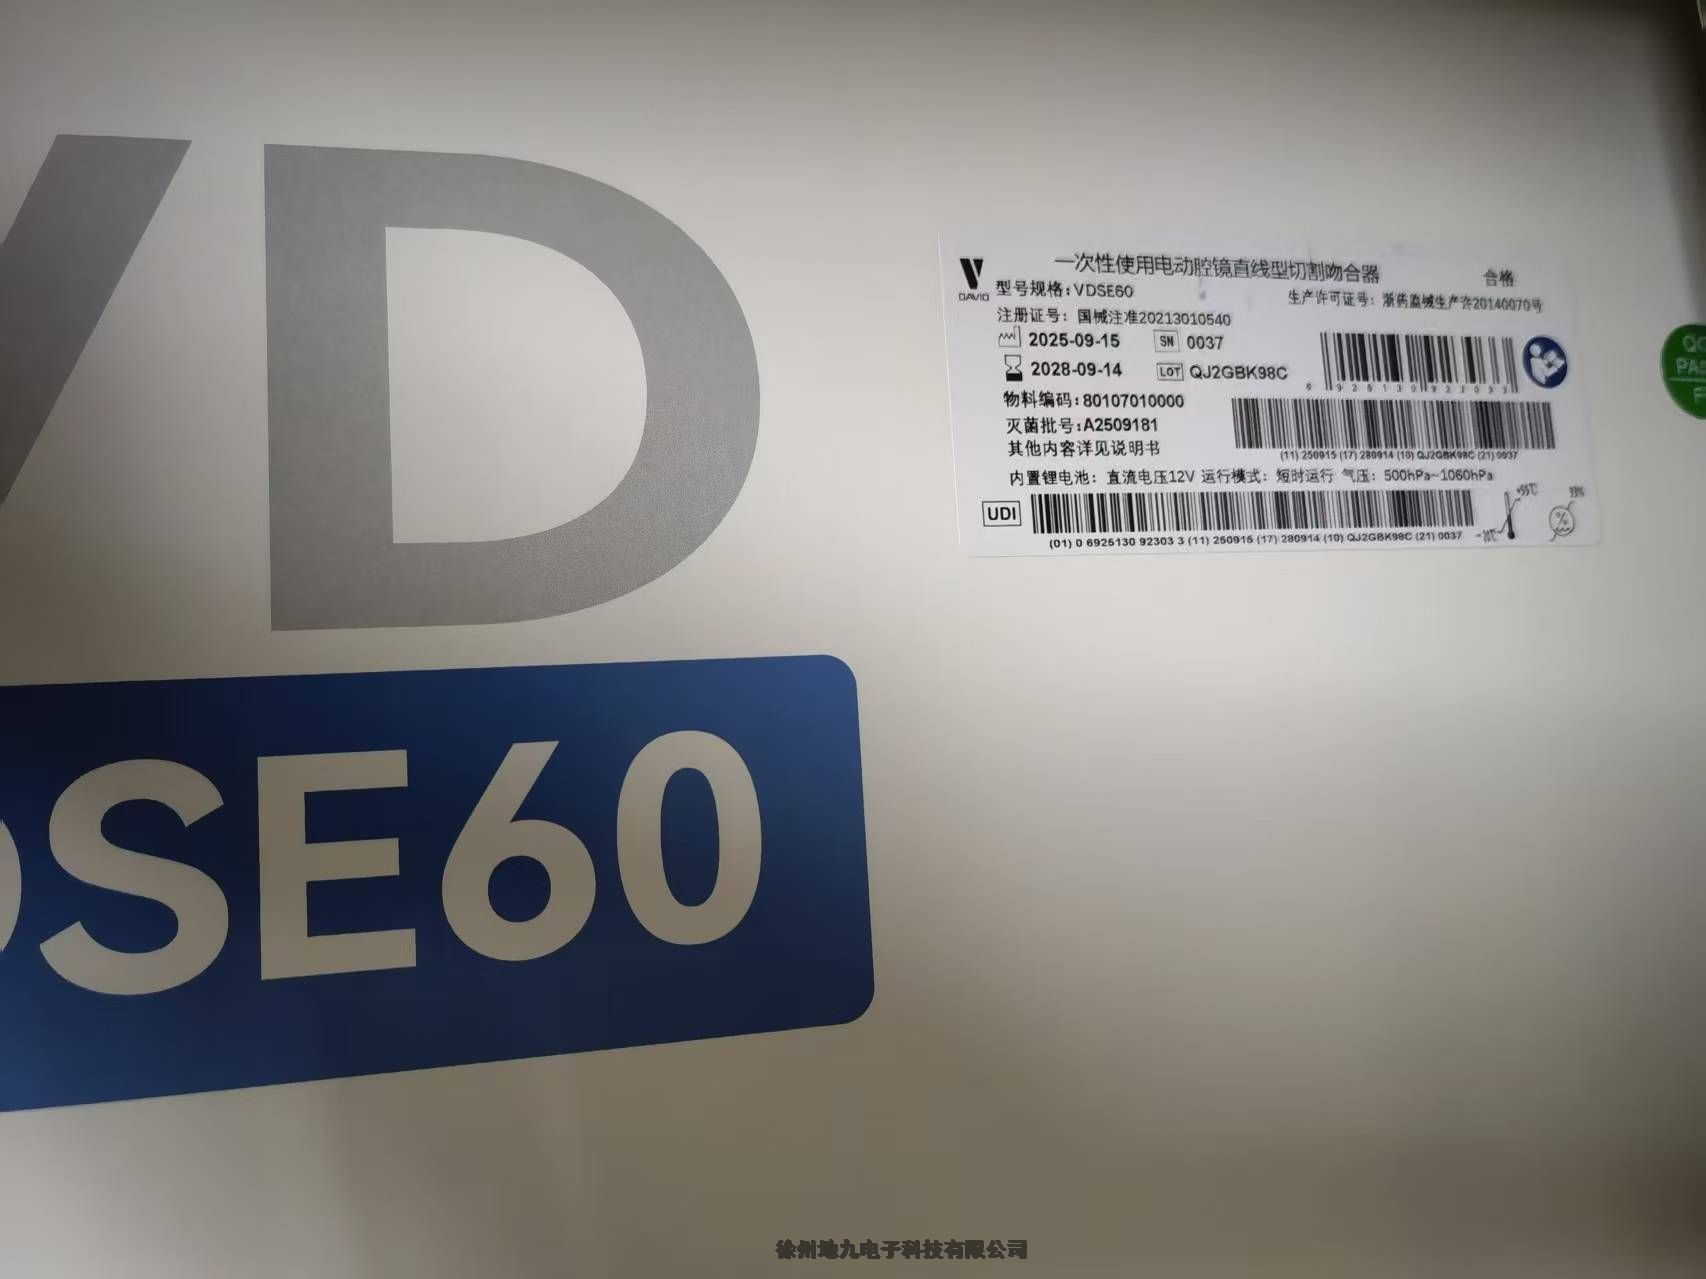 VD
DSE60
DAVID
一次性使用电动腔镜直线型切割吻合器
合格
型号规格:VDSE60
生产许可证号：浙药监械生产许20140070号
注册证号：国械注准20213010540
2025-09-15 SN 0037
2028-09-14 LOT QJ2GBK98C
物料编码:80107010000
灭菌批号:A2509181
其他内容详见说明书
(11) 250915 (17) 280914 (10) QJ2GBK98C (21) 0037
内置锂电池：直流电压12V 运行模式：短时运行 气压：500hPa~1060hPa
UDI
(01) 0 6925130 92303 3 (11) 250915 (17) 280914 (10) QJ2GBK98C (21) 0037
+55℃
93%
徐州地九电子科技有限公司